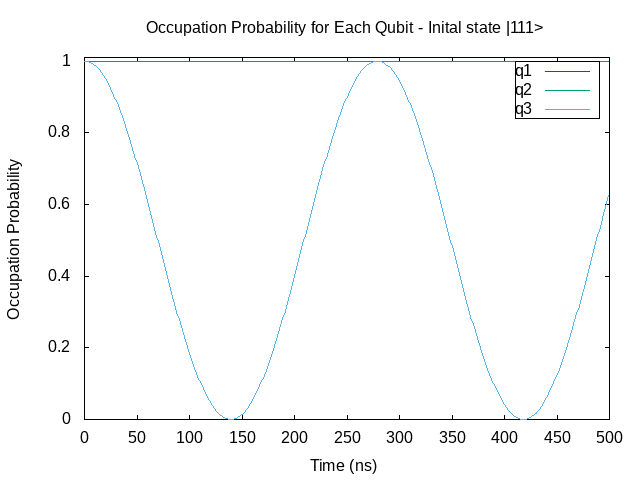 Occupation Probability for Each Qubit - Inital state |111>
q1
q2
q3
1
0.8
0.6
0.4
0.2
0
Occupation Probability
0 50 100 150 200 250 300 350 400 450 500
Time (ns)